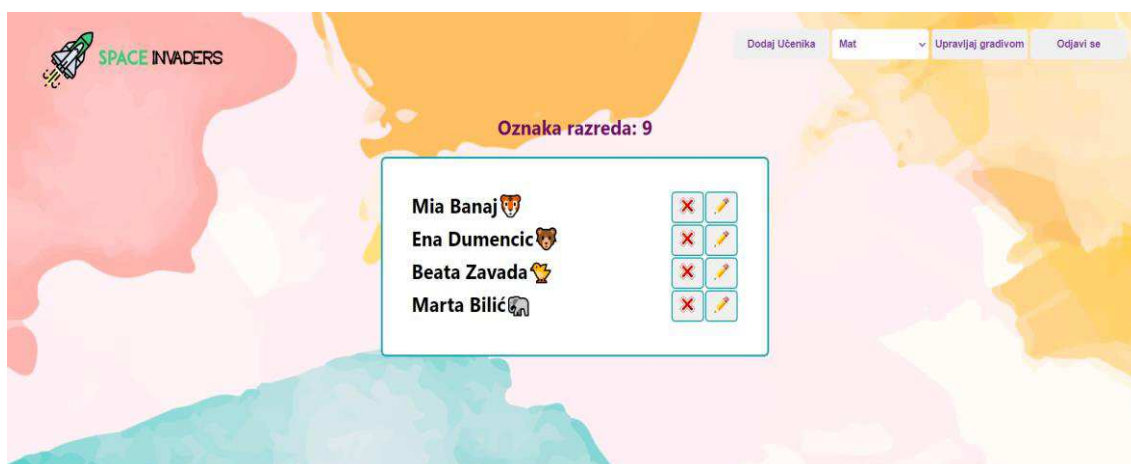 SPACE INVADERS
Dodaj Učenika
Mat
Upravljaj gradivom
Odjavi se
Oznaka razreda: 9
Mia Banaj🐯
Ena Dumencic🐻
Beata Zavada🐤
Marta Bilić🐘